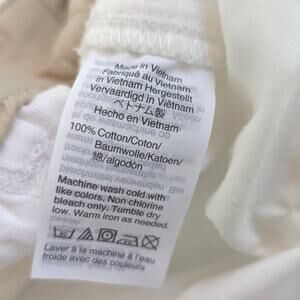 Made in Vietnam
Fabriqué au Vietnam
In Vietnam Hergestellt
Vervaardigd in Viëtnam
ベトナム製
Hecho en Vietnam
100% Cotton/Coton/
Baumwolle/Katoen/
綿/algodón
Machine wash cold with
like colors. Non chlorine
bleach only. Tumble dry
low. Warm iron as needed.
30
Laver à la machine à l'eau
froide avec des couleurs